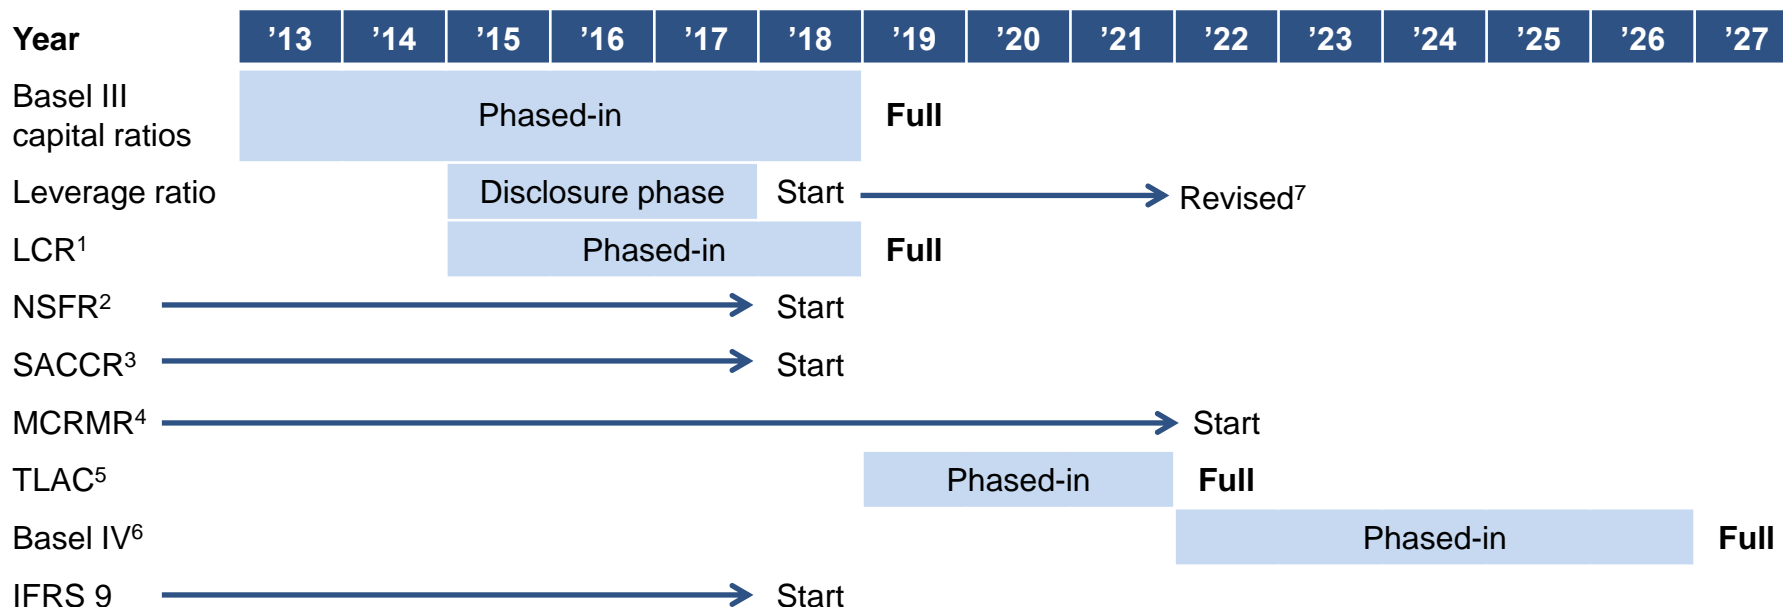 Year ’13 ’14 ’15 ’16 ’17 ’18 ’19 ’20 ’21 ’22 ’23 ’24 ’25 ’26 ’27
Basel III
capital ratios Phased-in Full
Leverage ratio Disclosure phase Start Revised7
LCR1 Phased-in Full
NSFR2 Start
SACCR3 Start
MCRMR4 Start
TLAC5 Phased-in Full
Basel IV6 Phased-in Full
IFRS 9 Start